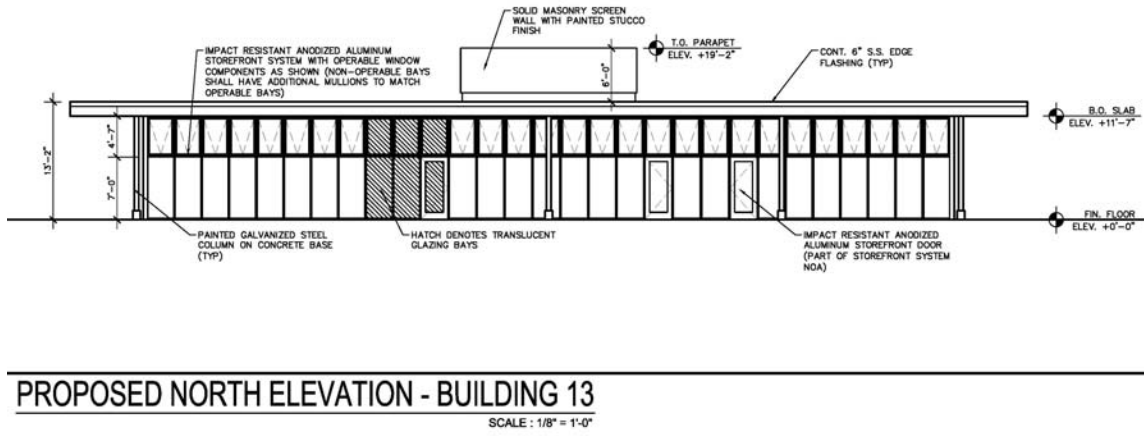 SOLID MASONRY SCREEN
WALL WITH PAINTED STUCCO
FINISH
T.O. PARAPET
ELEV. +19'-2"
IMPACT RESISTANT ANODIZED ALUMINUM
STOREFRONT SYSTEM WITH OPERABLE WINDOW
COMPONENTS AS SHOWN (NON-OPERABLE BAYS
SHALL HAVE ADDITIONAL MULLIONS TO MATCH
OPERABLE BAYS)
CONT. 6" S.S. EDGE
FLASHING (TYP)
6'-0"
B.O. SLAB
ELEV. +11'-7"
4'-7"
13'-2"
7'-0"
FIN. FLOOR
ELEV. +0'-0"
PAINTED GALVANIZED STEEL
COLUMN ON CONCRETE BASE
(TYP)
HATCH DENOTES TRANSLUCENT
GLAZING BAYS
IMPACT RESISTANT ANODIZED
ALUMINUM STOREFRONT DOOR
(PART OF STOREFRONT SYSTEM
NOA)
PROPOSED NORTH ELEVATION - BUILDING 13
SCALE : 1/8" = 1'-0"